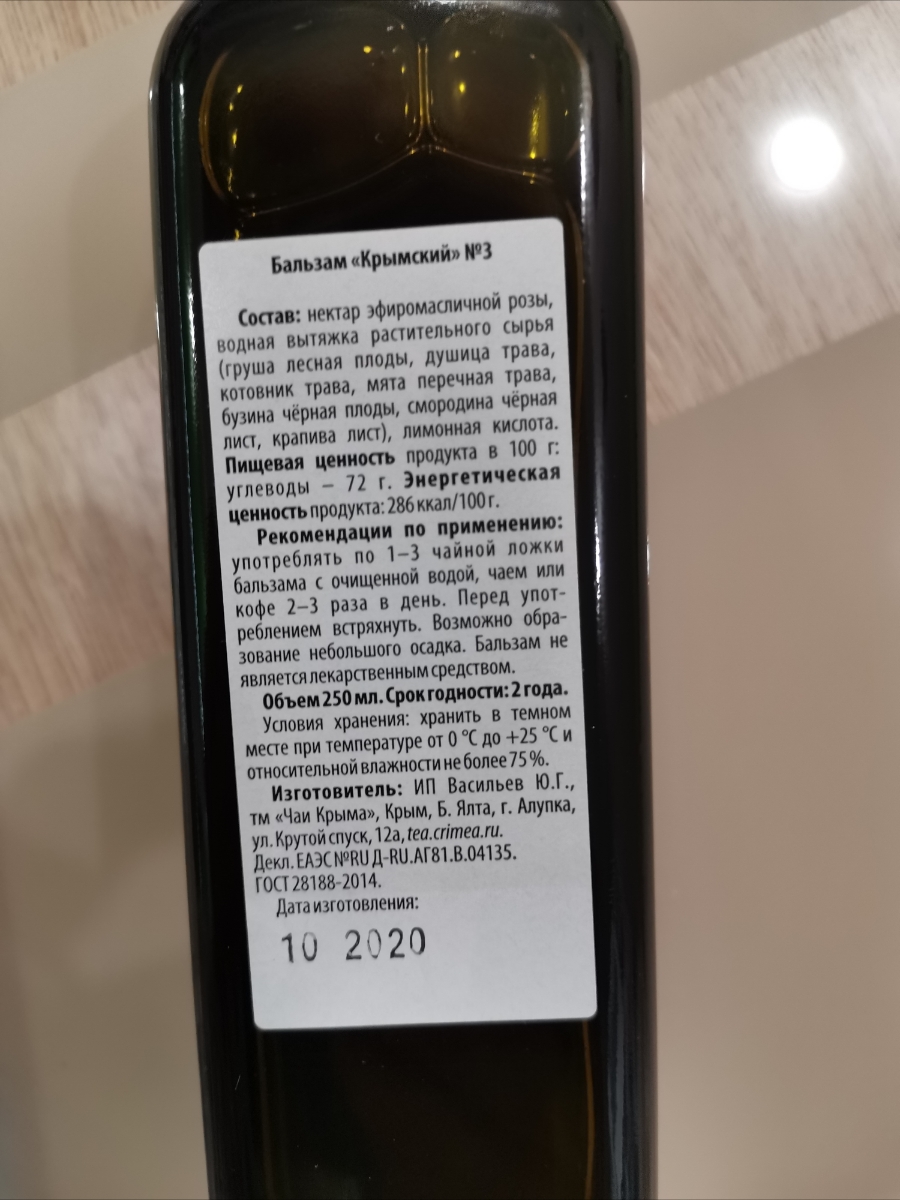 Бальзам «Крымский» №3
Состав: нектар эфиромасличной розы,
водная вытяжка растительного сырья
(груша лесная плоды, душица трава,
котовник трава, мята перечная трава,
бузина чёрная плоды, смородина чёрная
лист, крапива лист), лимонная кислота.
Пищевая ценность продукта в 100 г:
углеводы – 72 г. Энергетическая
ценность продукта: 286 ккал/100 г.
Рекомендации по применению:
употреблять по 1–3 чайной ложки
бальзама с очищенной водой, чаем или
кофе 2–3 раза в день. Перед упот-
реблением встряхнуть. Возможно обра-
зование небольшого осадка. Бальзам не
является лекарственным средством.
Объем 250 мл. Срок годности: 2 года.
Условия хранения: хранить в темном
месте при температуре от 0 °С до +25 °С и
относительной влажности не более 75 %.
Изготовитель: ИП Васильев Ю.Г.,
тм «Чаи Крыма», Крым, Б. Ялта, г. Алупка,
ул. Крутой спуск, 12а, tea.crimea.ru.
Декл. ЕАЭС №RU Д-RU.АГ81.В.04135.
ГОСТ 28188-2014.
Дата изготовления:
10 2020